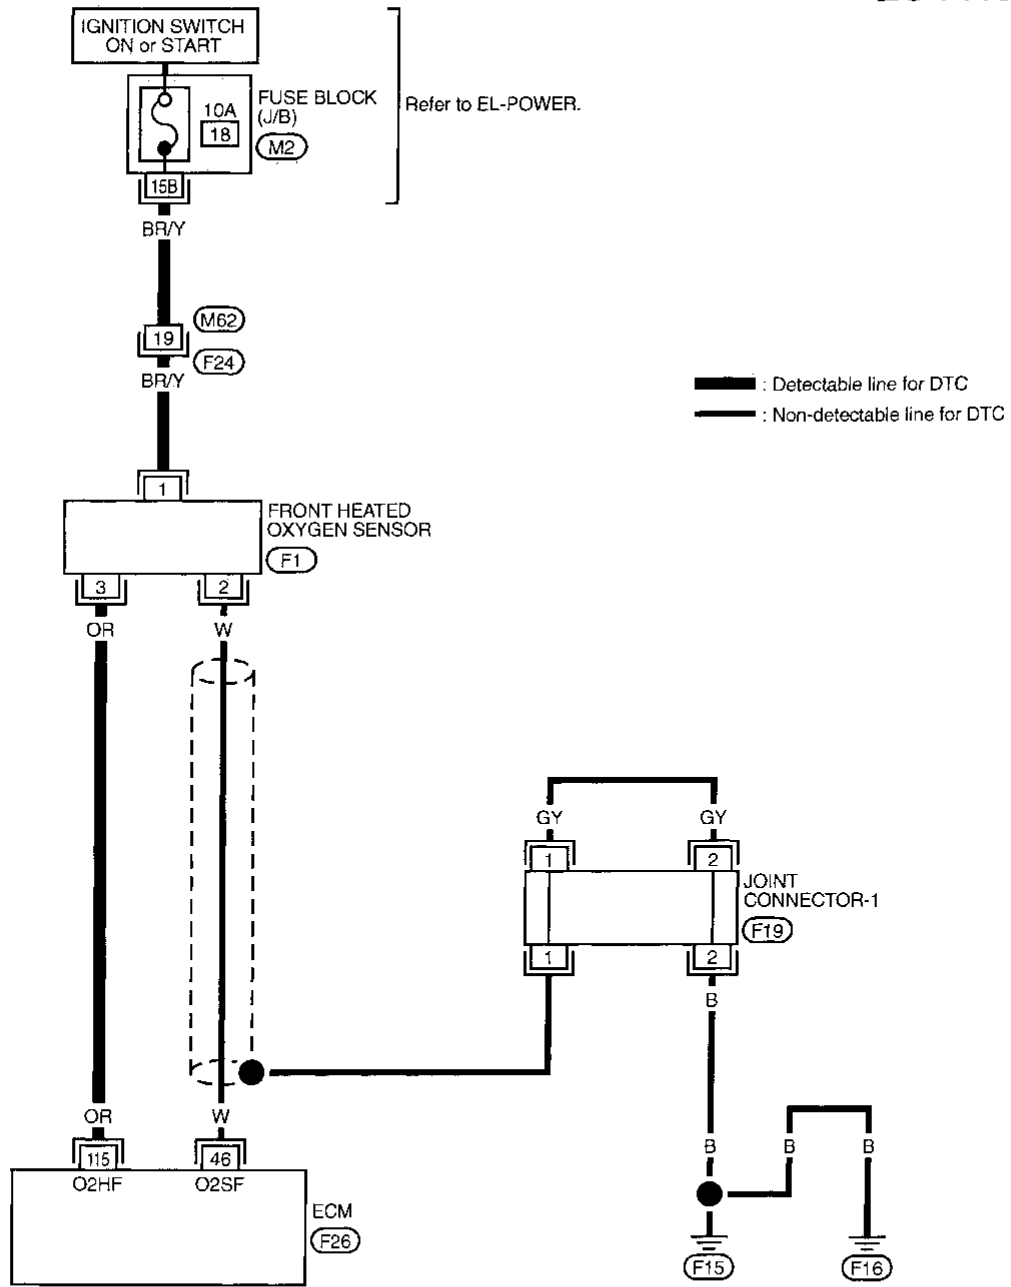 IGNITION SWITCH
ON or START
FUSE BLOCK
(J/B)
10A
18
M2
Refer to EL-POWER.
15B
BR/Y
M62
19
F24
BR/Y
: Detectable line for DTC
: Non-detectable line for DTC
1
FRONT HEATED
OXYGEN SENSOR
F1
3 2
OR W
GY GY
1 2
JOINT
CONNECTOR-1
F19
1 2
B
OR W
B B B
115 46
O2HF O2SF
ECM
F26
F15 F16